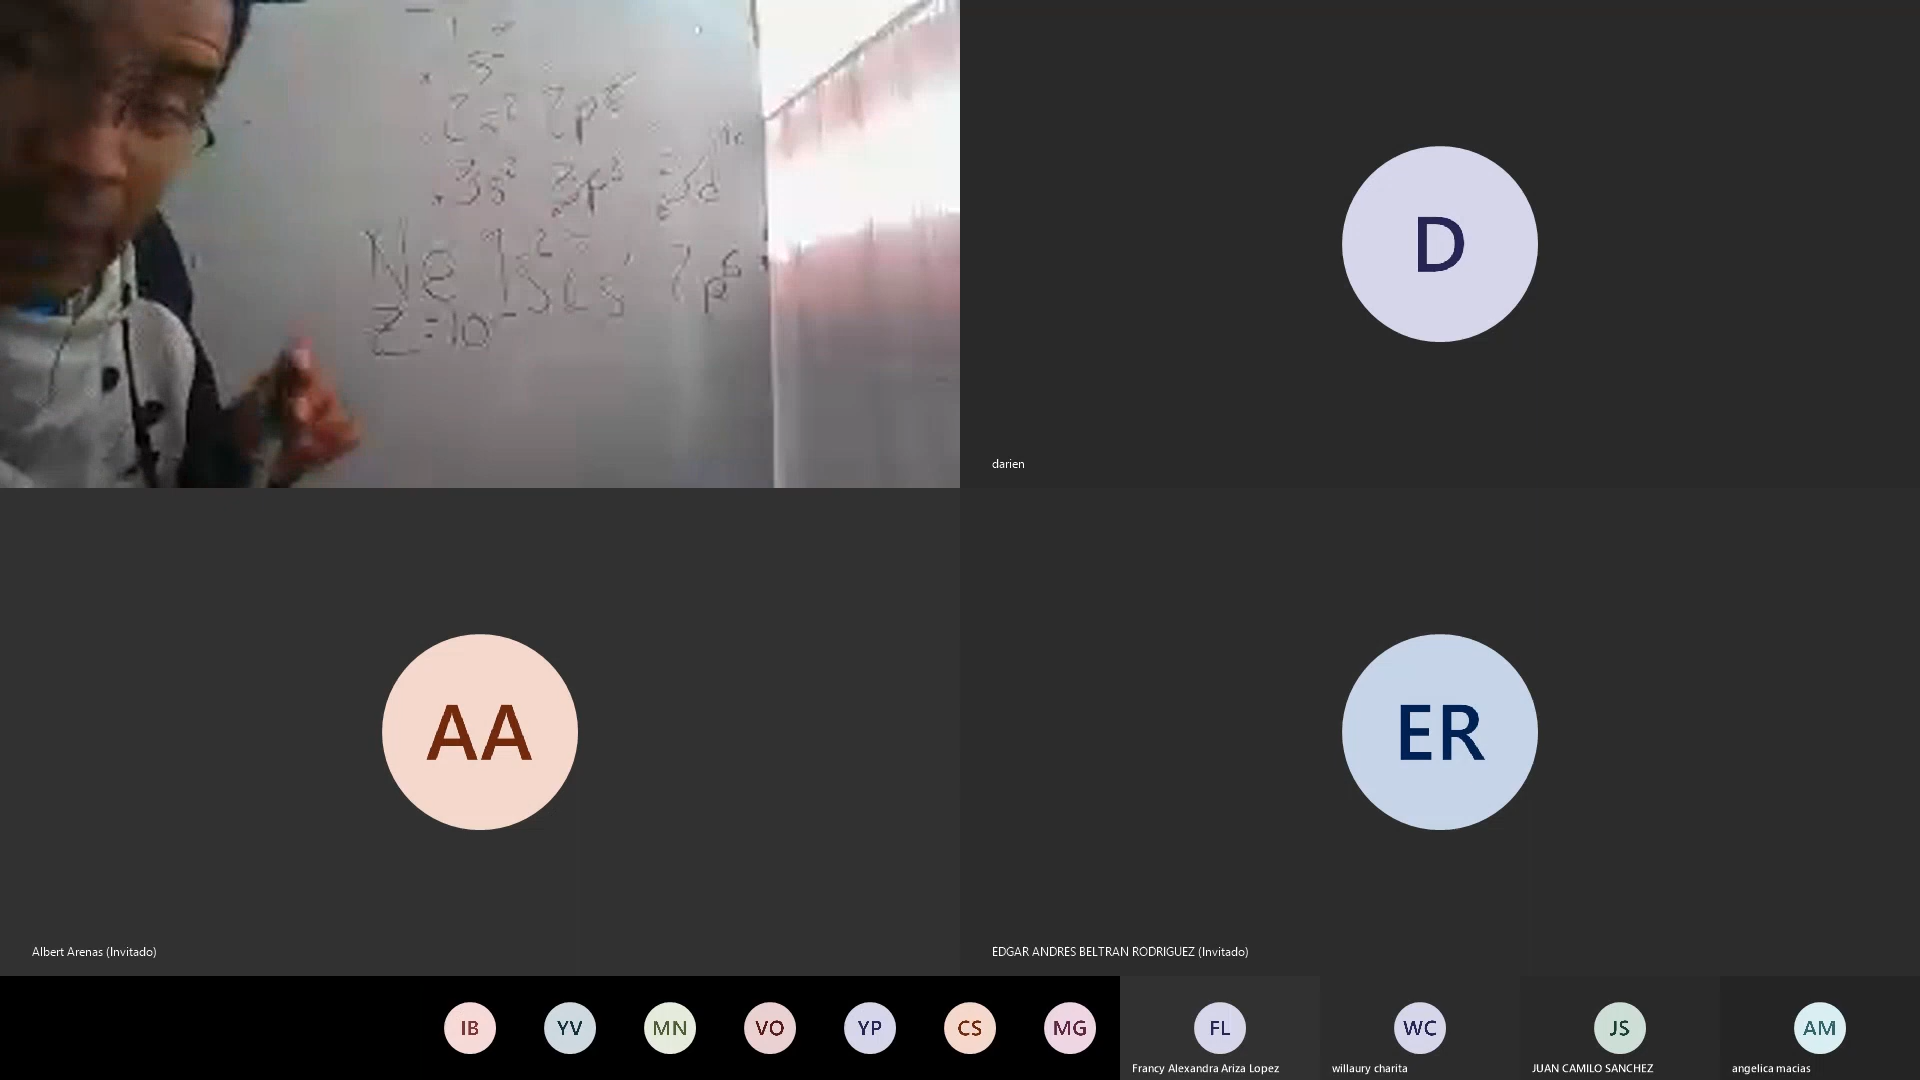 2s² 2p⁶
3s² 3p⁶ 3d¹⁰
Ne 1s² 2s² 2p⁶
Z=10
D
darien
AA
Albert Arenas (Invitado)
ER
EDGAR ANDRES BELTRAN RODRIGUEZ (Invitado)
IB YV MN VO YP CS MG FL WC JS AM
Francy Alexandra Ariza Lopez willaury charita JUAN CAMILO SANCHEZ angelica macias